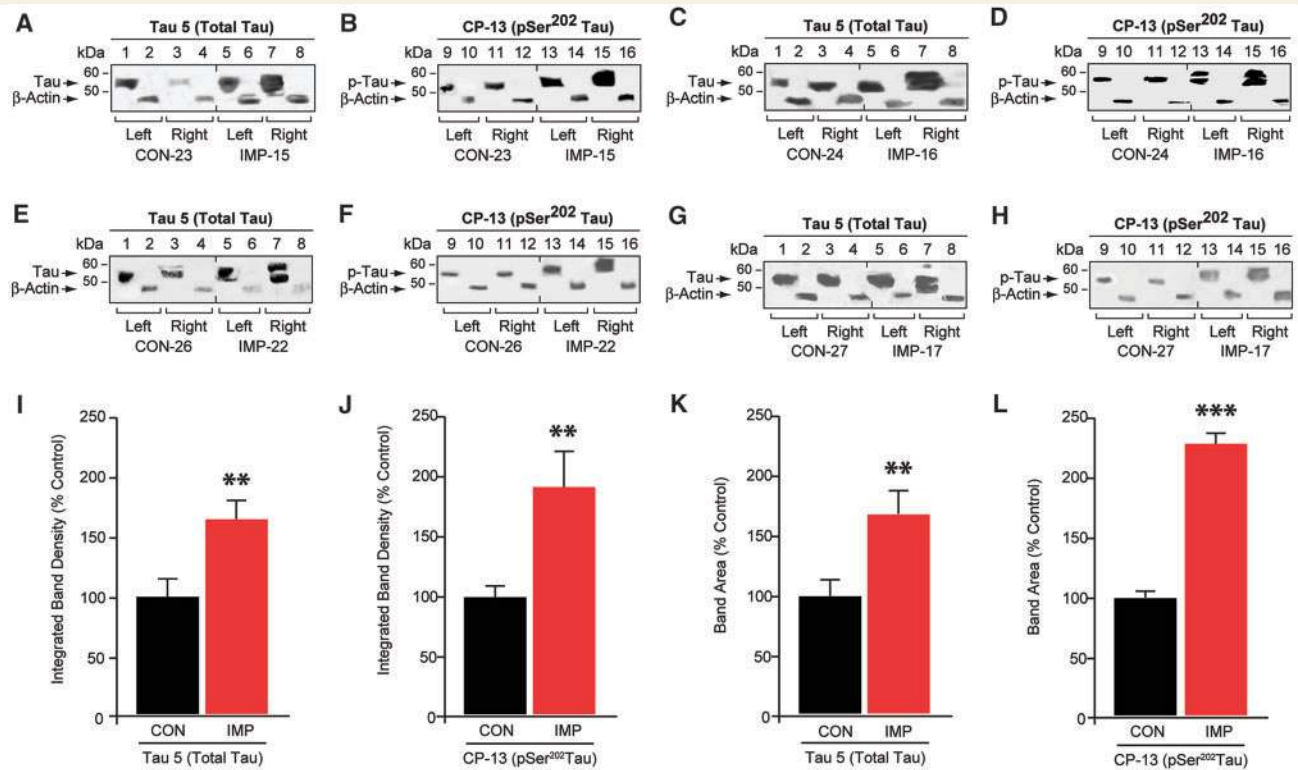 A
Tau 5 (Total Tau)
kDa 1 2 3 4 5 6 7 8
Tau 60
50
β-Actin
Left Right Left Right
CON-23 IMP-15
B
CP-13 (pSer202 Tau)
kDa 9 10 11 12 13 14 15 16
p-Tau 60
50
β-Actin
Left Right Left Right
CON-23 IMP-15
C
Tau 5 (Total Tau)
kDa 1 2 3 4 5 6 7 8
Tau 60
50
β-Actin
Left Right Left Right
CON-24 IMP-16
D
CP-13 (pSer202 Tau)
kDa 9 10 11 12 13 14 15 16
p-Tau 60
50
β-Actin
Left Right Left Right
CON-24 IMP-16
E
Tau 5 (Total Tau)
kDa 1 2 3 4 5 6 7 8
Tau 60
50
β-Actin
Left Right Left Right
CON-26 IMP-22
F
CP-13 (pSer202 Tau)
kDa 9 10 11 12 13 14 15 16
p-Tau 60
50
β-Actin
Left Right Left Right
CON-26 IMP-22
G
Tau 5 (Total Tau)
kDa 1 2 3 4 5 6 7 8
Tau 60
50
β-Actin
Left Right Left Right
CON-27 IMP-17
H
CP-13 (pSer202 Tau)
kDa 9 10 11 12 13 14 15 16
p-Tau 60
50
β-Actin
Left Right Left Right
CON-27 IMP-17
I
Integrated Band Density (% Control)
250
200
150
100
50
0
**
CON IMP
Tau 5 (Total Tau)
J
Integrated Band Density (% Control)
250
200
150
100
50
0
**
CON IMP
CP-13 (pSer202Tau)
K
Band Area (% Control)
250
200
150
100
50
0
**
CON IMP
Tau 5 (Total Tau)
L
Band Area (% Control)
250
200
150
100
50
0
***
CON IMP
CP-13 (pSer202Tau)